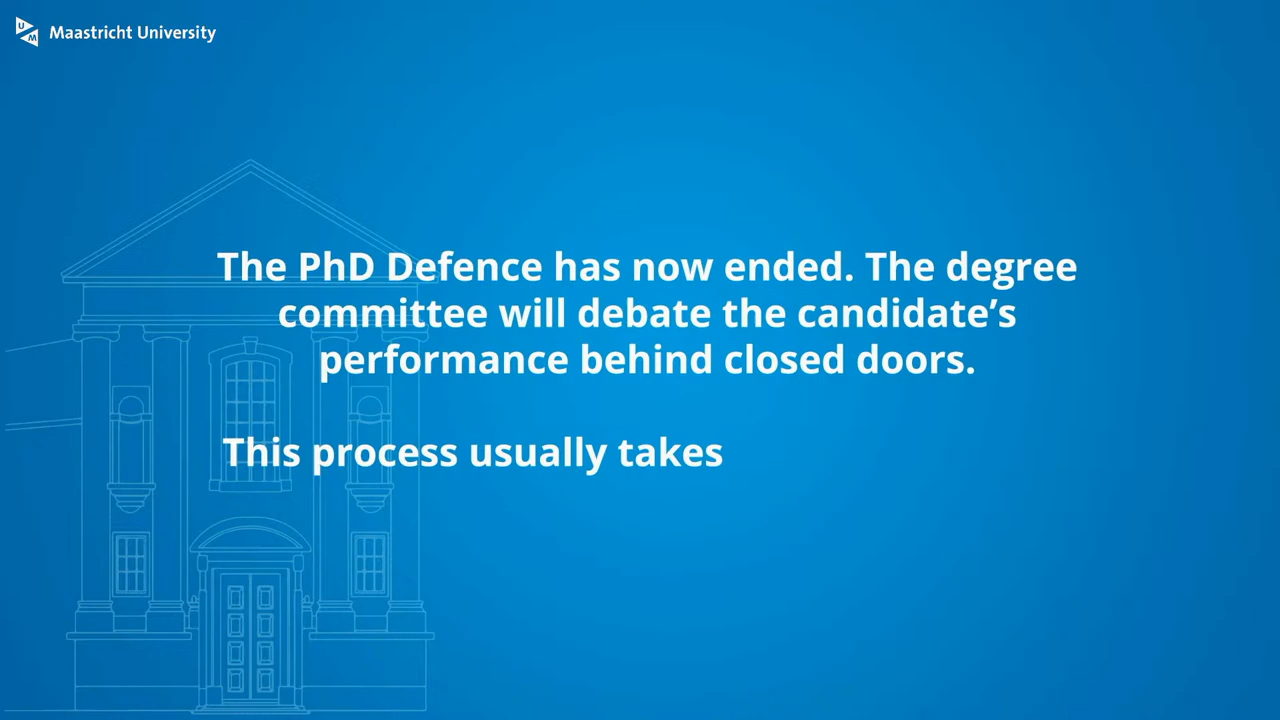 UM
Maastricht University
The PhD Defence has now ended. The degree
committee will debate the candidate’s
performance behind closed doors.
This process usually takes